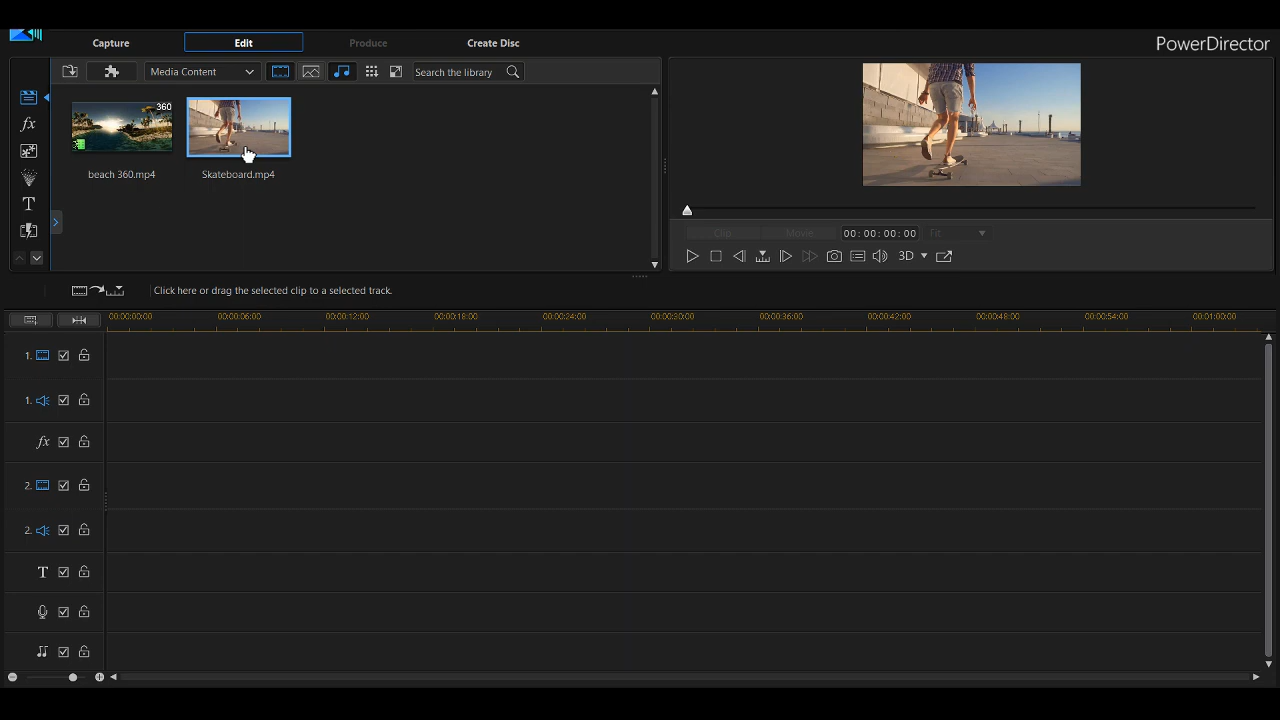 Capture
Edit
Produce
Create Disc
PowerDirector
Media Content
Search the library
360
beach 360.mp4
Skateboard.mp4
fx
T
Clip
Movie
00:00:00:00
Fit
3D
Click here or drag the selected clip to a selected track.
00:00:00:00 00:00:06:00 00:00:12:00 00:00:18:00 00:00:24:00 00:00:30:00 00:00:36:00 00:00:42:00 00:00:48:00 00:00:54:00 00:01:00:00
1.
1.
fx
2.
2.
T